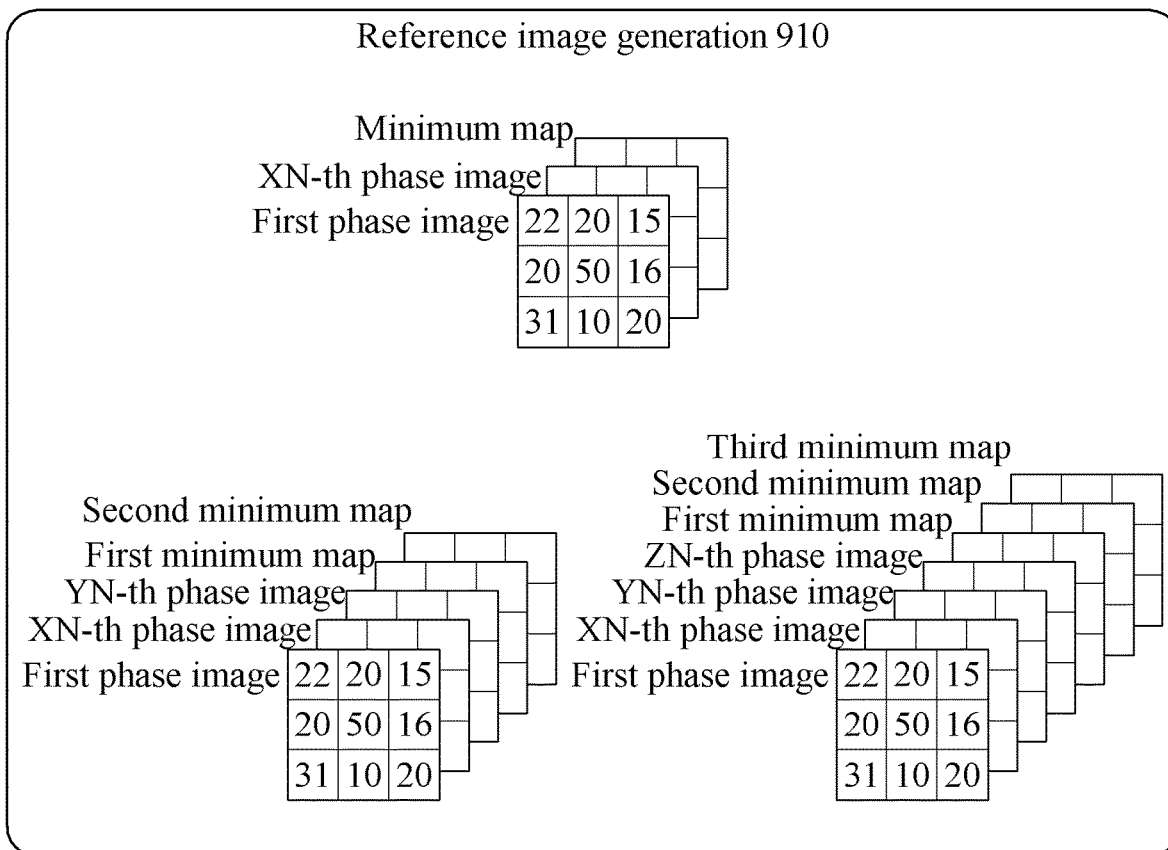 Reference image generation 910
Minimum map
XN-th phase image
First phase image
22 20 15
20 50 16
31 10 20
Second minimum map
First minimum map
YN-th phase image
XN-th phase image
First phase image
22 20 15
20 50 16
31 10 20
Third minimum map
Second minimum map
First minimum map
ZN-th phase image
YN-th phase image
XN-th phase image
First phase image
22 20 15
20 50 16
31 10 20